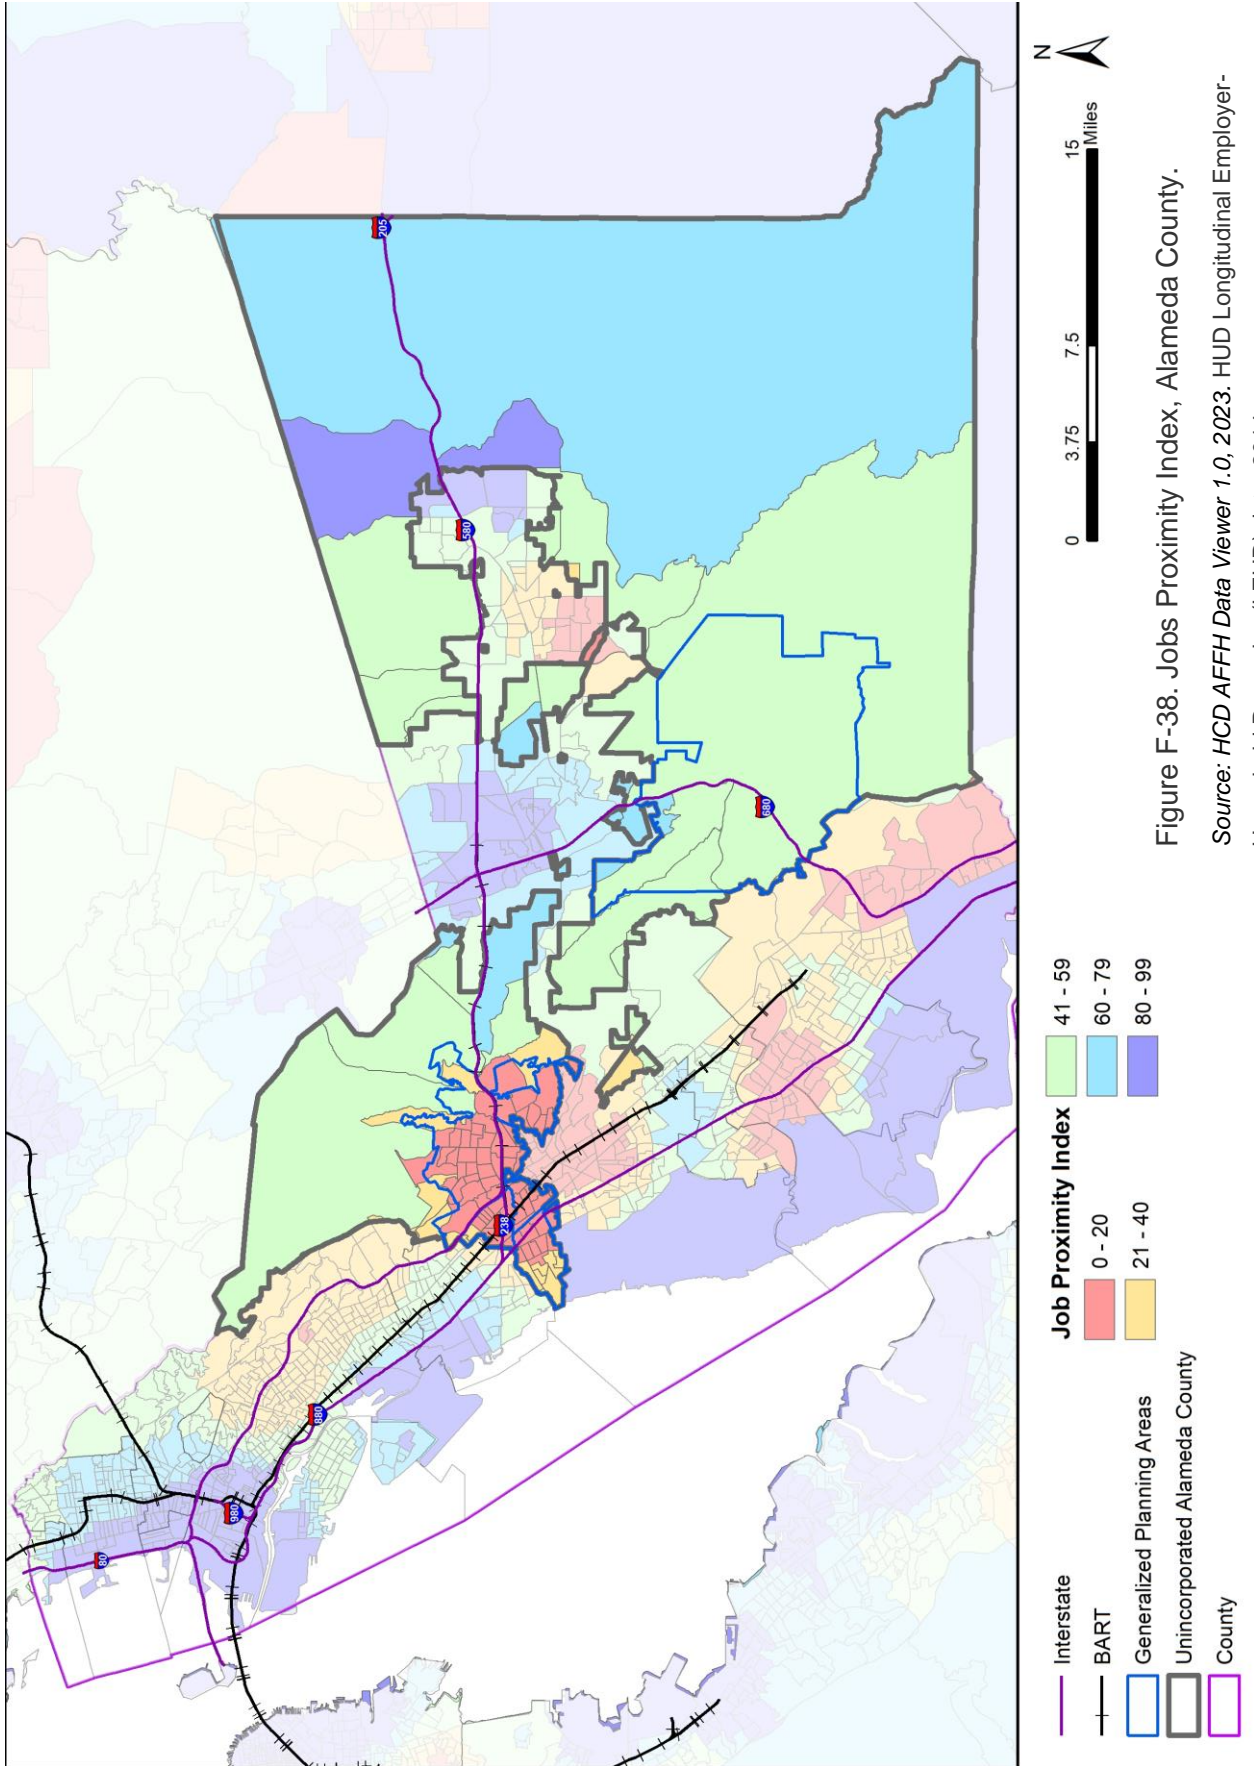 205
580
680
238
880
980
80
N
0 3.75 7.5 15
Miles
Interstate
BART
Generalized Planning Areas
Unincorporated Alameda County
County
Job Proximity Index
0 - 20
21 - 40
41 - 59
60 - 79
80 - 99
Figure F-38. Jobs Proximity Index, Alameda County.
Source: HCD AFFH Data Viewer 1.0, 2023. HUD Longitudinal Employer-